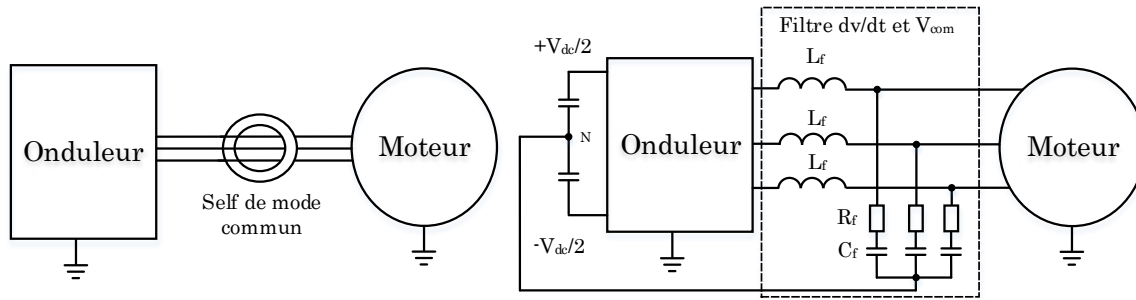 Onduleur
Moteur
Self de mode
commun
Filtre dv/dt et Vcom
+Vdc/2
Lf
N
Onduleur
Lf
Moteur
Lf
Rf
-Vdc/2
Cf